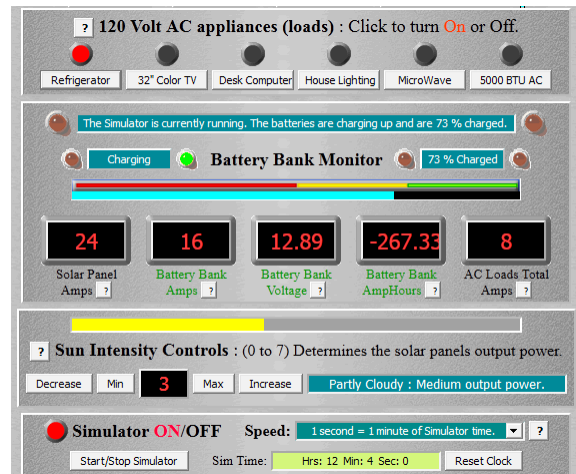 ? 120 Volt AC appliances (loads) : Click to turn On or Off.
Refrigerator 32" Color TV Desk Computer House Lighting MicroWave 5000 BTU AC
The Simulator is currently running. The batteries are charging up and are 73 % charged.
Charging Battery Bank Monitor 73 % Charged
24 16 12.89 -267.33 8
Solar Panel Battery Bank Battery Bank Battery Bank AC Loads Total
Amps ? Amps ? Voltage ? AmpHours ? Amps ?
? Sun Intensity Controls : (0 to 7) Determines the solar panels output power.
Decrease Min 3 Max Increase Partly Cloudy : Medium output power.
Simulator ON/OFF Speed: 1 second = 1 minute of Simulator time. ?
Start/Stop Simulator Sim Time: Hrs: 12 Min: 4 Sec: 0 Reset Clock